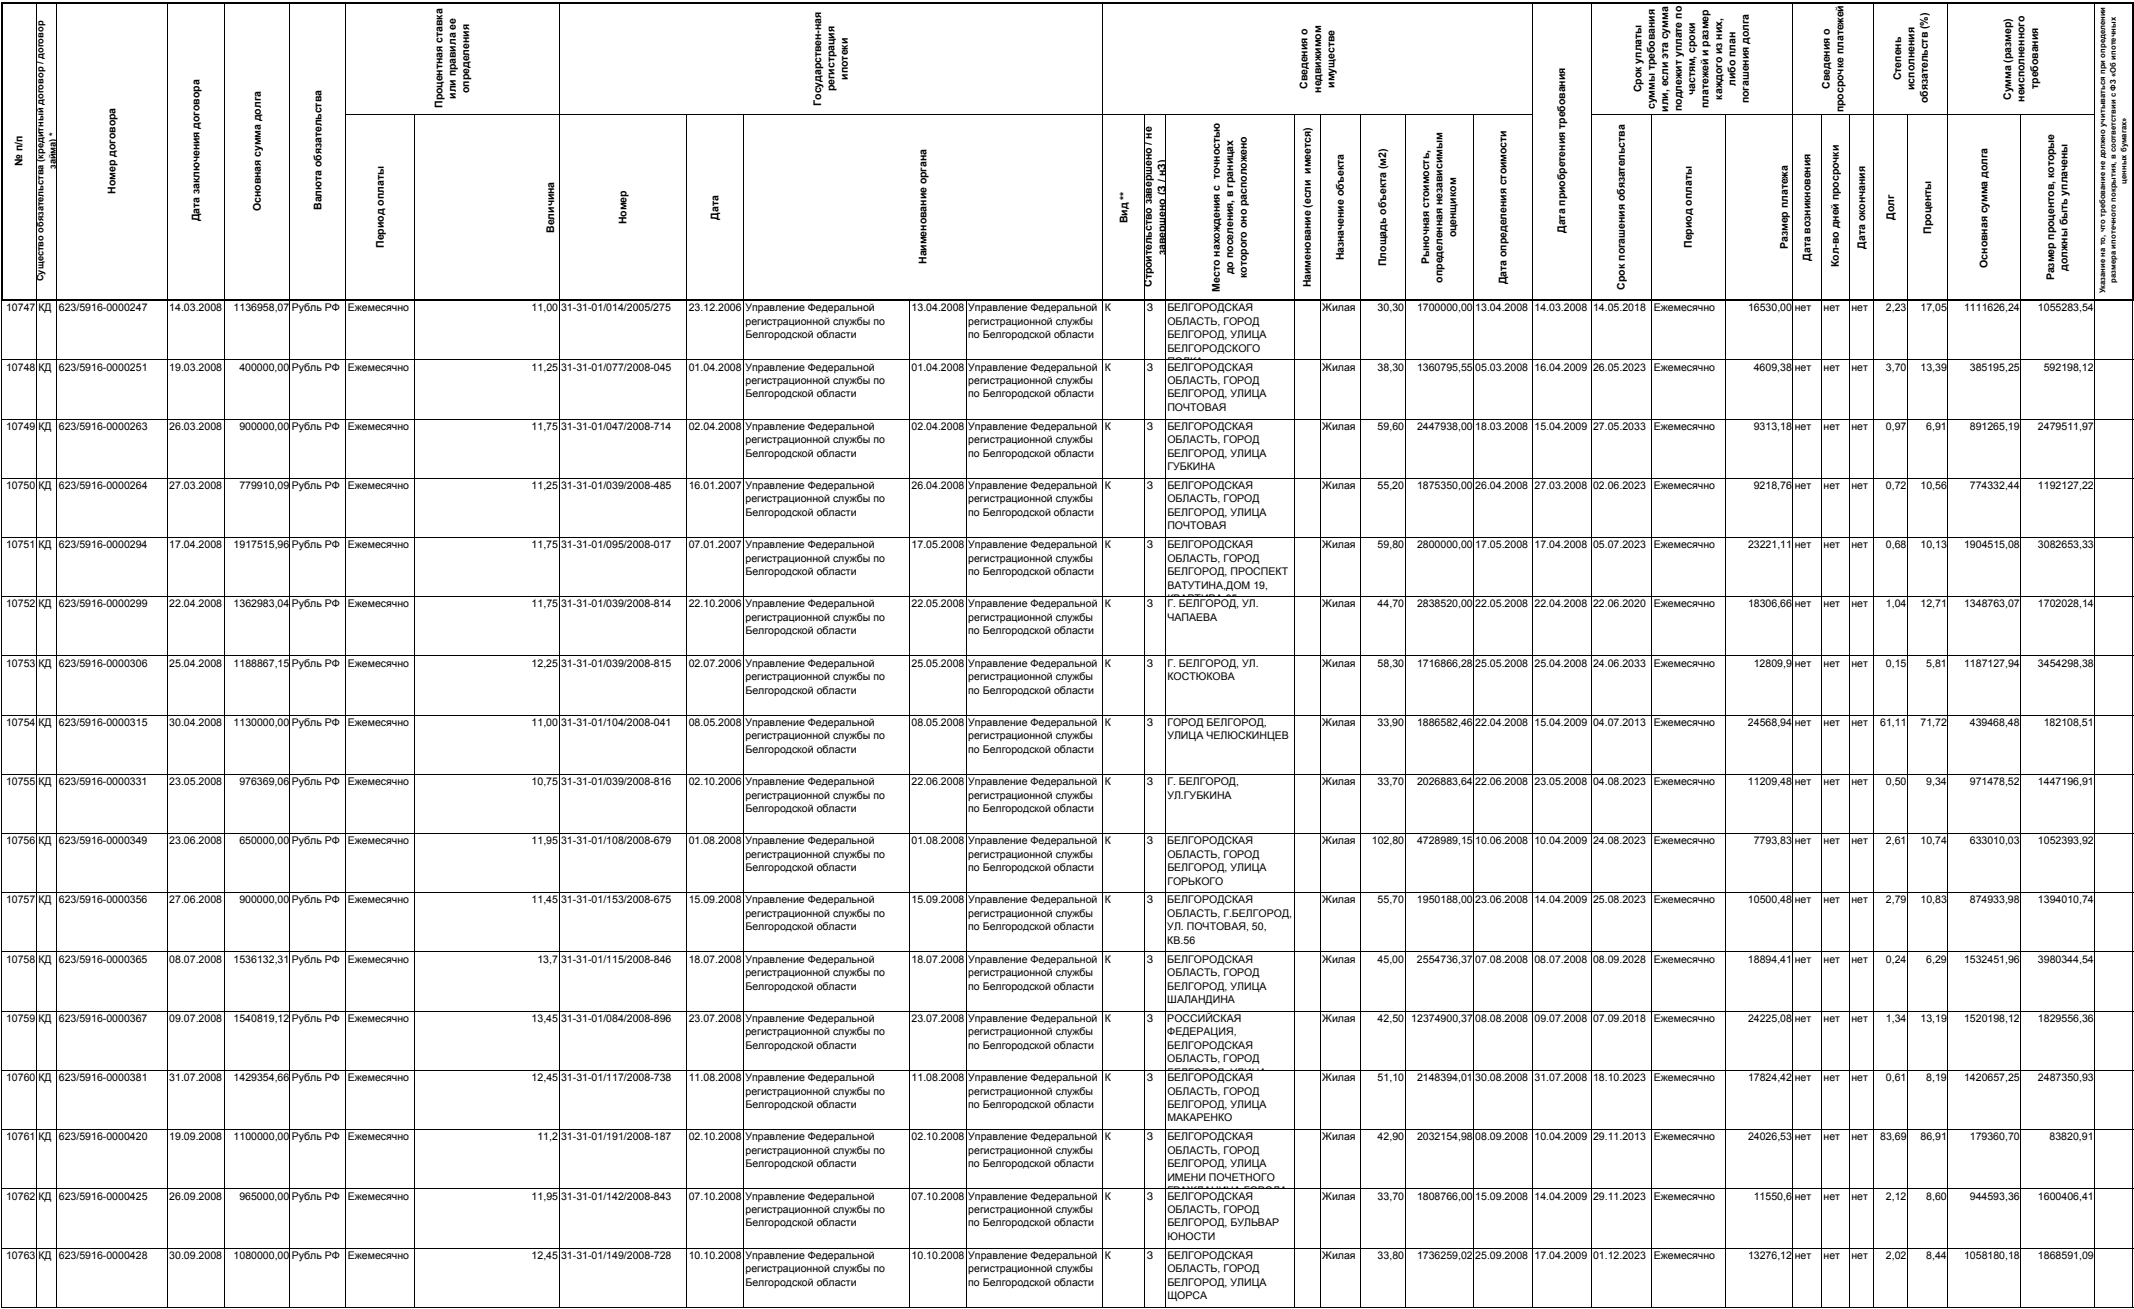 № п/п
Существо обязательства (кредитный договор / договор займа) *
Номер договора
Дата заключения договора
Основная сумма долга
Валюта обязательства
Процентная ставка или правила ее определения
Период оплаты
Величина
Государствен-ная регистрация ипотеки
Номер
Дата
Наименование органа
Сведения о недвижимом имуществе
Вид **
Строительство завершено / не завершено (З / нЗ)
Место нахождения с точностью до поселения, в границах которого оно расположено
Наименование (если имеется)
Назначение объекта
Площадь объекта (м2)
Рыночная стоимость, определенная независимым оценщиком
Дата определения стоимости
Дата приобретения требования
Срок уплаты суммы требования или, если эта сумма подлежит уплате по частям, сроки платежей и размер каждого из них, либо план погашения долга
Срок погашения обязательства
Период оплаты
Размер платежа
Сведения о просрочке платежей
Дата возникновения
Кол-во дней просрочки
Дата окончания
Степень исполнения обязательств (%)
Долг
Проценты
Сумма (размер) неисполненного требования
Основная сумма долга
Размер процентов, которые должны быть уплачены
Указание на то, что требование не должно учитываться при определении размера ипотечного покрытия, в соответствии с ФЗ «Об ипотечных ценных бумагах»
10747 КД 623/5916-0000247 14.03.2008 1136958,07 Рубль РФ Ежемесячно 11,00 31-31-01/014/2005/275 23.12.2006 Управление Федеральной регистрационной службы по Белгородской области 13.04.2008 Управление Федеральной регистрационной службы по Белгородской области К З БЕЛГОРОДСКАЯ ОБЛАСТЬ, ГОРОД БЕЛГОРОД, УЛИЦА БЕЛГОРОДСКОГО Жилая 30,30 1700000,00 13.04.2008 14.03.2008 14.05.2018 Ежемесячно 16530,00 нет нет нет 2,23 17,05 1111626,24 1055283,54
10748 КД 623/5916-0000251 19.03.2008 400000,00 Рубль РФ Ежемесячно 11,25 31-31-01/077/2008-045 01.04.2008 Управление Федеральной регистрационной службы по Белгородской области 01.04.2008 Управление Федеральной регистрационной службы по Белгородской области К З БЕЛГОРОДСКАЯ ОБЛАСТЬ, ГОРОД БЕЛГОРОД, УЛИЦА ПОЧТОВАЯ Жилая 38,30 1360795,55 05.03.2008 16.04.2009 26.05.2023 Ежемесячно 4609,38 нет нет нет 3,70 13,39 385195,25 592198,12
10749 КД 623/5916-0000263 26.03.2008 900000,00 Рубль РФ Ежемесячно 11,75 31-31-01/047/2008-714 02.04.2008 Управление Федеральной регистрационной службы по Белгородской области 02.04.2008 Управление Федеральной регистрационной службы по Белгородской области К З БЕЛГОРОДСКАЯ ОБЛАСТЬ, ГОРОД БЕЛГОРОД, УЛИЦА ГУБКИНА Жилая 59,60 2447938,00 18.03.2008 15.04.2009 27.05.2033 Ежемесячно 9313,18 нет нет нет 0,97 6,91 891265,19 2479511,97
10750 КД 623/5916-0000264 27.03.2008 779910,09 Рубль РФ Ежемесячно 11,25 31-31-01/039/2008-485 16.01.2007 Управление Федеральной регистрационной службы по Белгородской области 26.04.2008 Управление Федеральной регистрационной службы по Белгородской области К З БЕЛГОРОДСКАЯ ОБЛАСТЬ, ГОРОД БЕЛГОРОД, УЛИЦА ПОЧТОВАЯ Жилая 55,20 1875350,00 26.04.2008 27.03.2008 02.06.2023 Ежемесячно 9218,76 нет нет нет 0,72 10,56 774332,44 1192127,22
10751 КД 623/5916-0000294 17.04.2008 1917515,96 Рубль РФ Ежемесячно 11,75 31-31-01/095/2008-017 07.01.2007 Управление Федеральной регистрационной службы по Белгородской области 17.05.2008 Управление Федеральной регистрационной службы по Белгородской области К З БЕЛГОРОДСКАЯ ОБЛАСТЬ, ГОРОД БЕЛГОРОД, ПРОСПЕКТ ВАТУТИНА,ДОМ 19, Жилая 59,80 2800000,00 17.05.2008 17.04.2008 05.07.2023 Ежемесячно 23221,11 нет нет нет 0,68 10,13 1904515,08 3082653,33
10752 КД 623/5916-0000299 22.04.2008 1362983,04 Рубль РФ Ежемесячно 11,75 31-31-01/039/2008-814 22.10.2006 Управление Федеральной регистрационной службы по Белгородской области 22.05.2008 Управление Федеральной регистрационной службы по Белгородской области К З Г. БЕЛГОРОД, УЛ. ЧАПАЕВА Жилая 44,70 2838520,00 22.05.2008 22.04.2008 22.06.2020 Ежемесячно 18306,66 нет нет нет 1,04 12,71 1348763,07 1702028,14
10753 КД 623/5916-0000306 25.04.2008 1188867,15 Рубль РФ Ежемесячно 12,25 31-31-01/039/2008-815 02.07.2006 Управление Федеральной регистрационной службы по Белгородской области 25.05.2008 Управление Федеральной регистрационной службы по Белгородской области К З Г. БЕЛГОРОД, УЛ. КОСТЮКОВА Жилая 58,30 1716866,28 25.05.2008 25.04.2008 24.06.2033 Ежемесячно 12809,9 нет нет нет 0,15 5,81 1187127,94 3454298,38
10754 КД 623/5916-0000315 30.04.2008 1130000,00 Рубль РФ Ежемесячно 11,00 31-31-01/104/2008-041 08.05.2008 Управление Федеральной регистрационной службы по Белгородской области 08.05.2008 Управление Федеральной регистрационной службы по Белгородской области К З ГОРОД БЕЛГОРОД, УЛИЦА ЧЕЛЮСКИНЦЕВ Жилая 33,90 1886582,46 22.04.2008 15.04.2009 04.07.2013 Ежемесячно 24568,94 нет нет нет 61,11 71,72 439468,48 182108,51
10755 КД 623/5916-0000331 23.05.2008 976369,06 Рубль РФ Ежемесячно 10,75 31-31-01/039/2008-816 02.10.2006 Управление Федеральной регистрационной службы по Белгородской области 22.06.2008 Управление Федеральной регистрационной службы по Белгородской области К З Г. БЕЛГОРОД, УЛ.ГУБКИНА Жилая 33,70 2026883,64 22.06.2008 23.05.2008 04.08.2023 Ежемесячно 11209,48 нет нет нет 0,50 9,34 971478,52 1447196,91
10756 КД 623/5916-0000349 23.06.2008 650000,00 Рубль РФ Ежемесячно 11,95 31-31-01/108/2008-679 01.08.2008 Управление Федеральной регистрационной службы по Белгородской области 01.08.2008 Управление Федеральной регистрационной службы по Белгородской области К З БЕЛГОРОДСКАЯ ОБЛАСТЬ, ГОРОД БЕЛГОРОД, УЛИЦА ГОРЬКОГО Жилая 102,80 4728989,15 10.06.2008 10.04.2009 24.08.2023 Ежемесячно 7793,83 нет нет нет 2,61 10,74 633010,03 1052393,92
10757 КД 623/5916-0000356 27.06.2008 900000,00 Рубль РФ Ежемесячно 11,45 31-31-01/153/2008-675 15.09.2008 Управление Федеральной регистрационной службы по Белгородской области 15.09.2008 Управление Федеральной регистрационной службы по Белгородской области К З БЕЛГОРОДСКАЯ ОБЛАСТЬ, Г.БЕЛГОРОД, УЛ. ПОЧТОВАЯ, 50, КВ.56 Жилая 55,70 1950188,00 23.06.2008 14.04.2009 25.08.2023 Ежемесячно 10500,48 нет нет нет 2,79 10,83 874933,98 1394010,74
10758 КД 623/5916-0000365 08.07.2008 1536132,31 Рубль РФ Ежемесячно 13,7 31-31-01/115/2008-846 18.07.2008 Управление Федеральной регистрационной службы по Белгородской области 18.07.2008 Управление Федеральной регистрационной службы по Белгородской области К З БЕЛГОРОДСКАЯ ОБЛАСТЬ, ГОРОД БЕЛГОРОД, УЛИЦА ШАЛАНДИНА Жилая 45,00 2554736,37 07.08.2008 08.07.2008 08.09.2028 Ежемесячно 18894,41 нет нет нет 0,24 6,29 1532451,96 3980344,54
10759 КД 623/5916-0000367 09.07.2008 1540819,12 Рубль РФ Ежемесячно 13,45 31-31-01/084/2008-896 23.07.2008 Управление Федеральной регистрационной службы по Белгородской области 23.07.2008 Управление Федеральной регистрационной службы по Белгородской области К З РОССИЙСКАЯ ФЕДЕРАЦИЯ, БЕЛГОРОДСКАЯ ОБЛАСТЬ, ГОРОД Жилая 42,50 12374900,37 08.08.2008 09.07.2008 07.09.2018 Ежемесячно 24225,08 нет нет нет 1,34 13,19 1520198,12 1829556,36
10760 КД 623/5916-0000381 31.07.2008 1429354,66 Рубль РФ Ежемесячно 12,45 31-31-01/117/2008-738 11.08.2008 Управление Федеральной регистрационной службы по Белгородской области 11.08.2008 Управление Федеральной регистрационной службы по Белгородской области К З БЕЛГОРОДСКАЯ ОБЛАСТЬ, ГОРОД БЕЛГОРОД, УЛИЦА МАКАРЕНКО Жилая 51,10 2148394,01 30.08.2008 31.07.2008 18.10.2023 Ежемесячно 17824,42 нет нет нет 0,61 8,19 1420657,25 2487350,93
10761 КД 623/5916-0000420 19.09.2008 1100000,00 Рубль РФ Ежемесячно 11,2 31-31-01/191/2008-187 02.10.2008 Управление Федеральной регистрационной службы по Белгородской области 02.10.2008 Управление Федеральной регистрационной службы по Белгородской области К З БЕЛГОРОДСКАЯ ОБЛАСТЬ, ГОРОД БЕЛГОРОД, УЛИЦА ИМЕНИ ПОЧЕТНОГО Жилая 42,90 2032154,98 08.09.2008 10.04.2009 29.11.2013 Ежемесячно 24026,53 нет нет нет 83,69 86,91 179360,70 83820,91
10762 КД 623/5916-0000425 26.09.2008 965000,00 Рубль РФ Ежемесячно 11,95 31-31-01/142/2008-843 07.10.2008 Управление Федеральной регистрационной службы по Белгородской области 07.10.2008 Управление Федеральной регистрационной службы по Белгородской области К З БЕЛГОРОДСКАЯ ОБЛАСТЬ, ГОРОД БЕЛГОРОД, БУЛЬВАР ЮНОСТИ Жилая 33,70 1808766,00 15.09.2008 14.04.2009 29.11.2023 Ежемесячно 11550,6 нет нет нет 2,12 8,60 944593,36 1600406,41
10763 КД 623/5916-0000428 30.09.2008 1080000,00 Рубль РФ Ежемесячно 12,45 31-31-01/149/2008-728 10.10.2008 Управление Федеральной регистрационной службы по Белгородской области 10.10.2008 Управление Федеральной регистрационной службы по Белгородской области К З БЕЛГОРОДСКАЯ ОБЛАСТЬ, ГОРОД БЕЛГОРОД, УЛИЦА ЩОРСА Жилая 33,80 1736259,02 25.09.2008 17.04.2009 01.12.2023 Ежемесячно 13276,12 нет нет нет 2,02 8,44 1058180,18 1868591,09